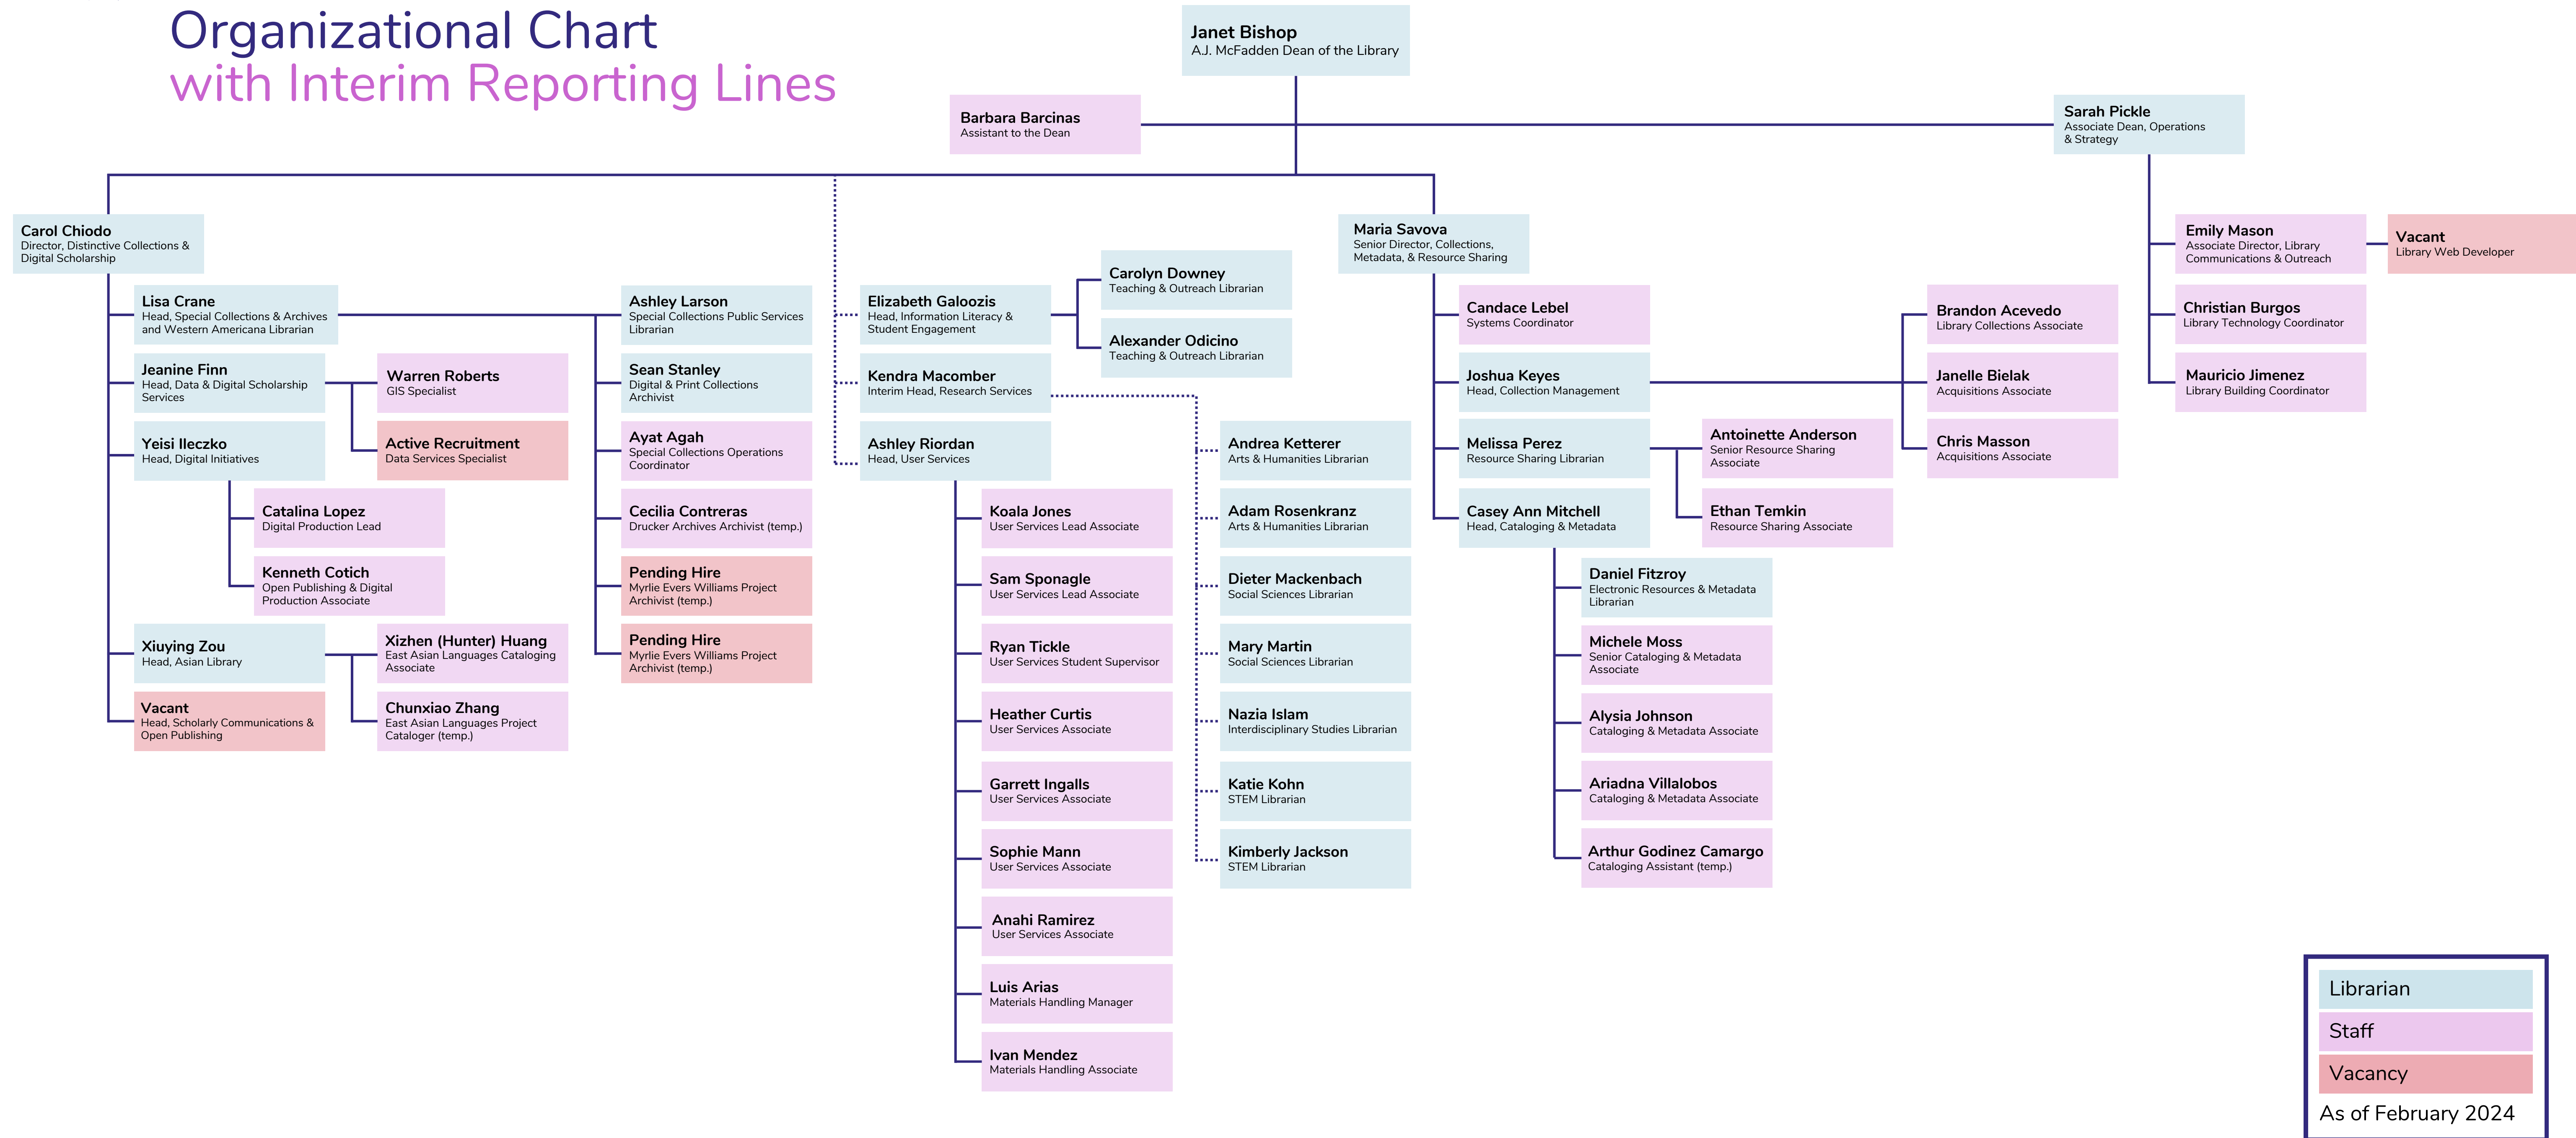 Organizational Chart
with Interim Reporting Lines
Janet Bishop
A.J. McFadden Dean of the Library
Barbara Barcinas
Assistant to the Dean
Sarah Pickle
Associate Dean, Operations
& Strategy
Carol Chiodo
Director, Distinctive Collections &
Digital Scholarship
Lisa Crane
Head, Special Collections & Archives
and Western Americana Librarian
Jeanine Finn
Head, Data & Digital Scholarship
Services
Warren Roberts
GIS Specialist
Active Recruitment
Data Services Specialist
Yeisi Ileczko
Head, Digital Initiatives
Catalina Lopez
Digital Production Lead
Kenneth Cotich
Open Publishing & Digital
Production Associate
Xiuying Zou
Head, Asian Library
Xizhen (Hunter) Huang
East Asian Languages Cataloging
Associate
Chunxiao Zhang
East Asian Languages Project
Cataloger (temp.)
Vacant
Head, Scholarly Communications &
Open Publishing
Ashley Larson
Special Collections Public Services
Librarian
Sean Stanley
Digital & Print Collections
Archivist
Ayat Agah
Special Collections Operations
Coordinator
Cecilia Contreras
Drucker Archives Archivist (temp.)
Pending Hire
Myrlie Evers Williams Project
Archivist (temp.)
Pending Hire
Myrlie Evers Williams Project
Archivist (temp.)
Elizabeth Galoozis
Head, Information Literacy &
Student Engagement
Carolyn Downey
Teaching & Outreach Librarian
Alexander Odicino
Teaching & Outreach Librarian
Kendra Macomber
Interim Head, Research Services
Ashley Riordan
Head, User Services
Koala Jones
User Services Lead Associate
Sam Sponagle
User Services Lead Associate
Ryan Tickle
User Services Student Supervisor
Heather Curtis
User Services Associate
Garrett Ingalls
User Services Associate
Sophie Mann
User Services Associate
Anahi Ramirez
User Services Associate
Luis Arias
Materials Handling Manager
Ivan Mendez
Materials Handling Associate
Andrea Ketterer
Arts & Humanities Librarian
Adam Rosenkranz
Arts & Humanities Librarian
Dieter Mackenbach
Social Sciences Librarian
Mary Martin
Social Sciences Librarian
Nazia Islam
Interdisciplinary Studies Librarian
Katie Kohn
STEM Librarian
Kimberly Jackson
STEM Librarian
Maria Savova
Senior Director, Collections,
Metadata, & Resource Sharing
Candace Lebel
Systems Coordinator
Joshua Keyes
Head, Collection Management
Brandon Acevedo
Library Collections Associate
Janelle Bielak
Acquisitions Associate
Chris Masson
Acquisitions Associate
Melissa Perez
Resource Sharing Librarian
Antoinette Anderson
Senior Resource Sharing
Associate
Ethan Temkin
Resource Sharing Associate
Casey Ann Mitchell
Head, Cataloging & Metadata
Daniel Fitzroy
Electronic Resources & Metadata
Librarian
Michele Moss
Senior Cataloging & Metadata
Associate
Alysia Johnson
Cataloging & Metadata Associate
Ariadna Villalobos
Cataloging & Metadata Associate
Arthur Godinez Camargo
Cataloging Assistant (temp.)
Emily Mason
Associate Director, Library
Communications & Outreach
Vacant
Library Web Developer
Christian Burgos
Library Technology Coordinator
Mauricio Jimenez
Library Building Coordinator
Librarian
Staff
Vacancy
As of February 2024